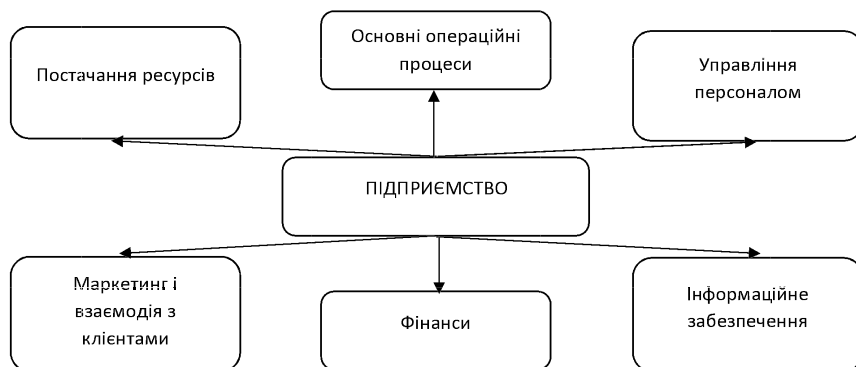 Постачання ресурсів
Основні операційні
процеси
Управління
персоналом
ПІДПРИЄМСТВО
Маркетинг і
взаємодія з
клієнтами
Фінанси
Інформаційне
забезпечення